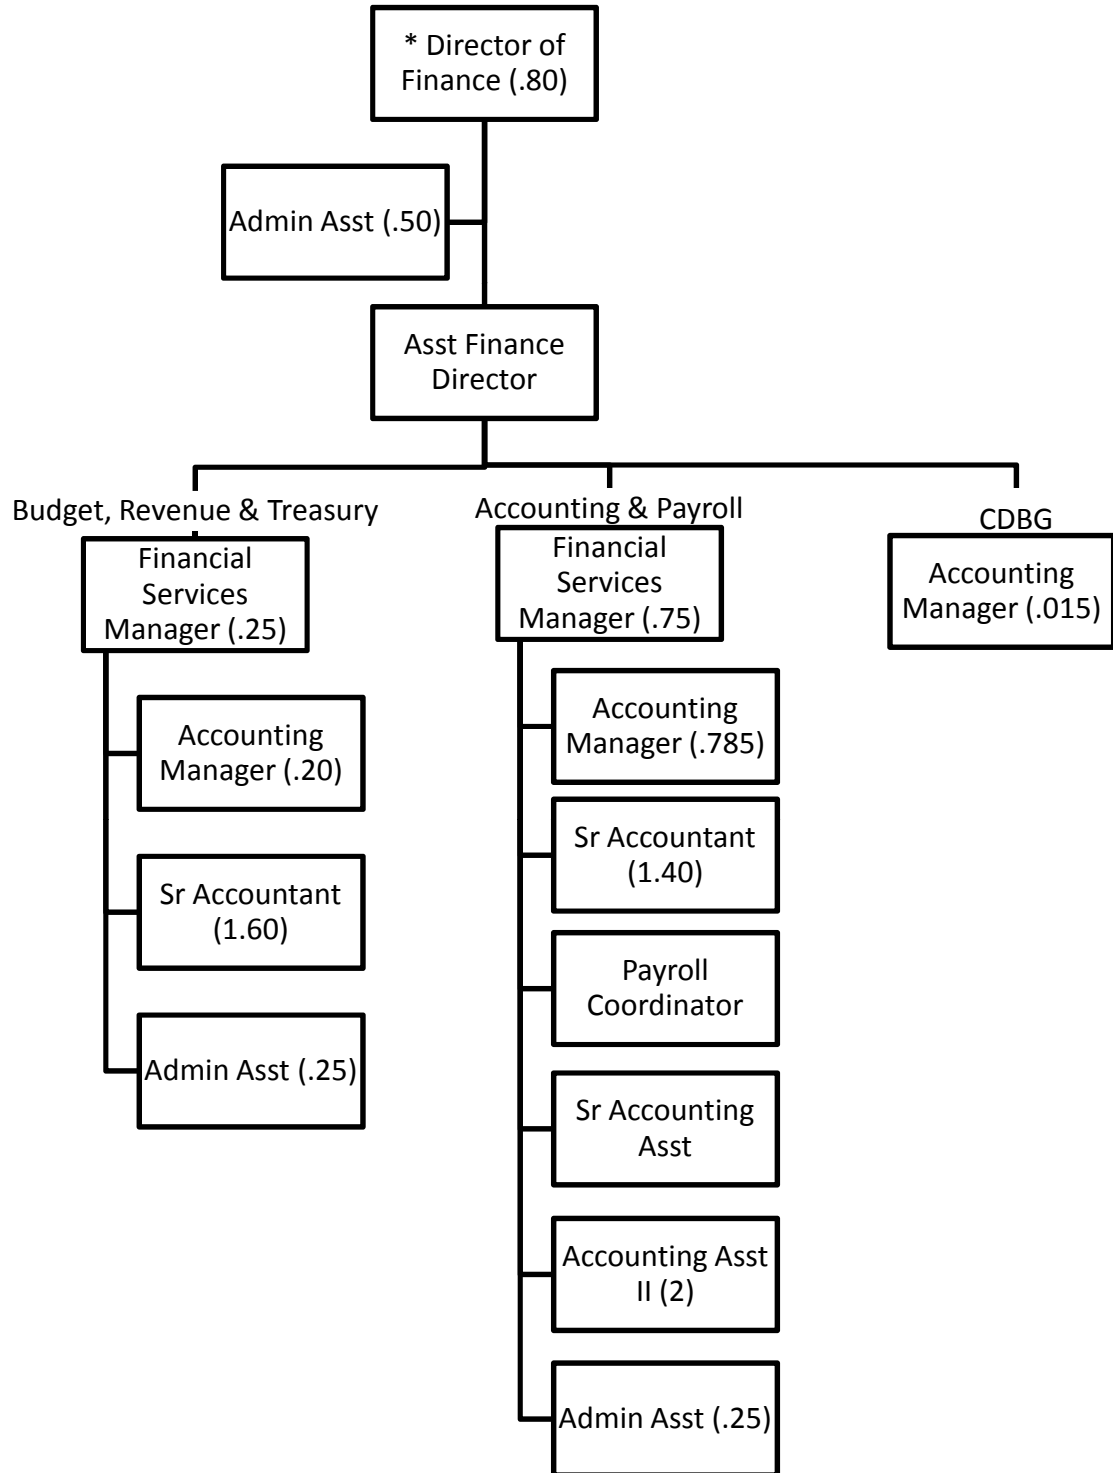 * Director of
Finance (.80)
Admin Asst (.50)
Asst Finance
Director
Budget, Revenue & Treasury
Financial
Services
Manager (.25)
Accounting
Manager (.20)
Sr Accountant
(1.60)
Admin Asst (.25)
Accounting & Payroll
Financial
Services
Manager (.75)
Accounting
Manager (.785)
Sr Accountant
(1.40)
Payroll
Coordinator
Sr Accounting
Asst
Accounting Asst
II (2)
Admin Asst (.25)
CDBG
Accounting
Manager (.015)